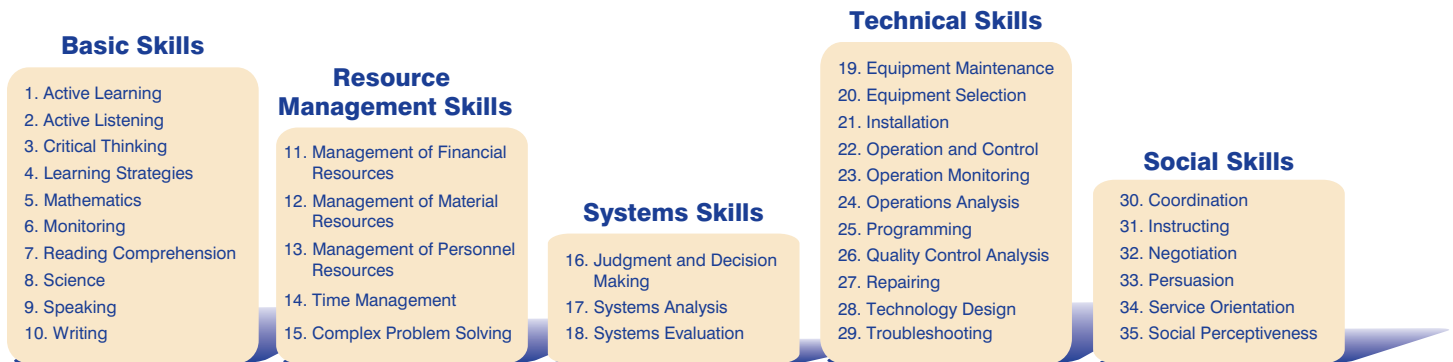 Basic Skills
1. Active Learning
2. Active Listening
3. Critical Thinking
4. Learning Strategies
5. Mathematics
6. Monitoring
7. Reading Comprehension
8. Science
9. Speaking
10. Writing
Resource
Management Skills
11. Management of Financial
Resources
12. Management of Material
Resources
13. Management of Personnel
Resources
14. Time Management
15. Complex Problem Solving
Systems Skills
16. Judgment and Decision
Making
17. Systems Analysis
18. Systems Evaluation
Technical Skills
19. Equipment Maintenance
20. Equipment Selection
21. Installation
22. Operation and Control
23. Operation Monitoring
24. Operations Analysis
25. Programming
26. Quality Control Analysis
27. Repairing
28. Technology Design
29. Troubleshooting
Social Skills
30. Coordination
31. Instructing
32. Negotiation
33. Persuasion
34. Service Orientation
35. Social Perceptiveness